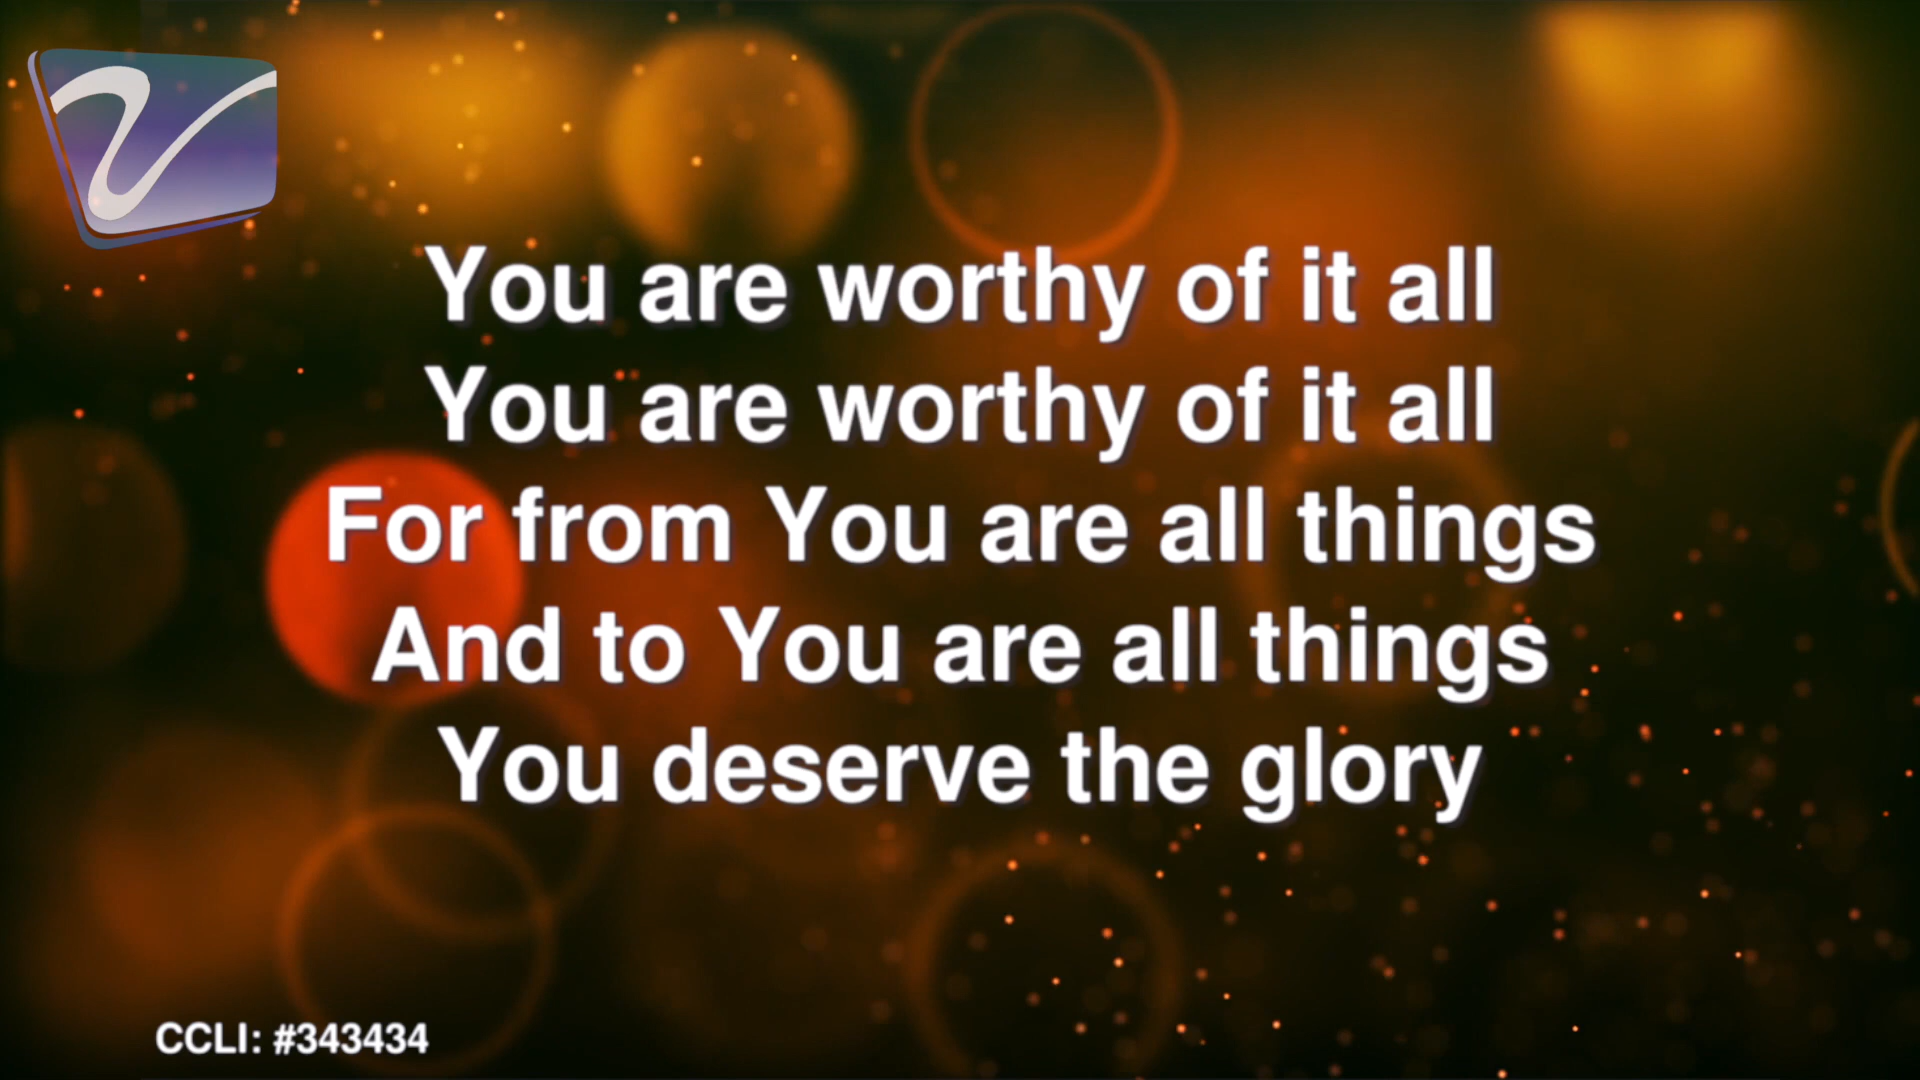 You are worthy of it all
You are worthy of it all
For from You are all things
And to You are all things
You deserve the glory
CCLI: #343434